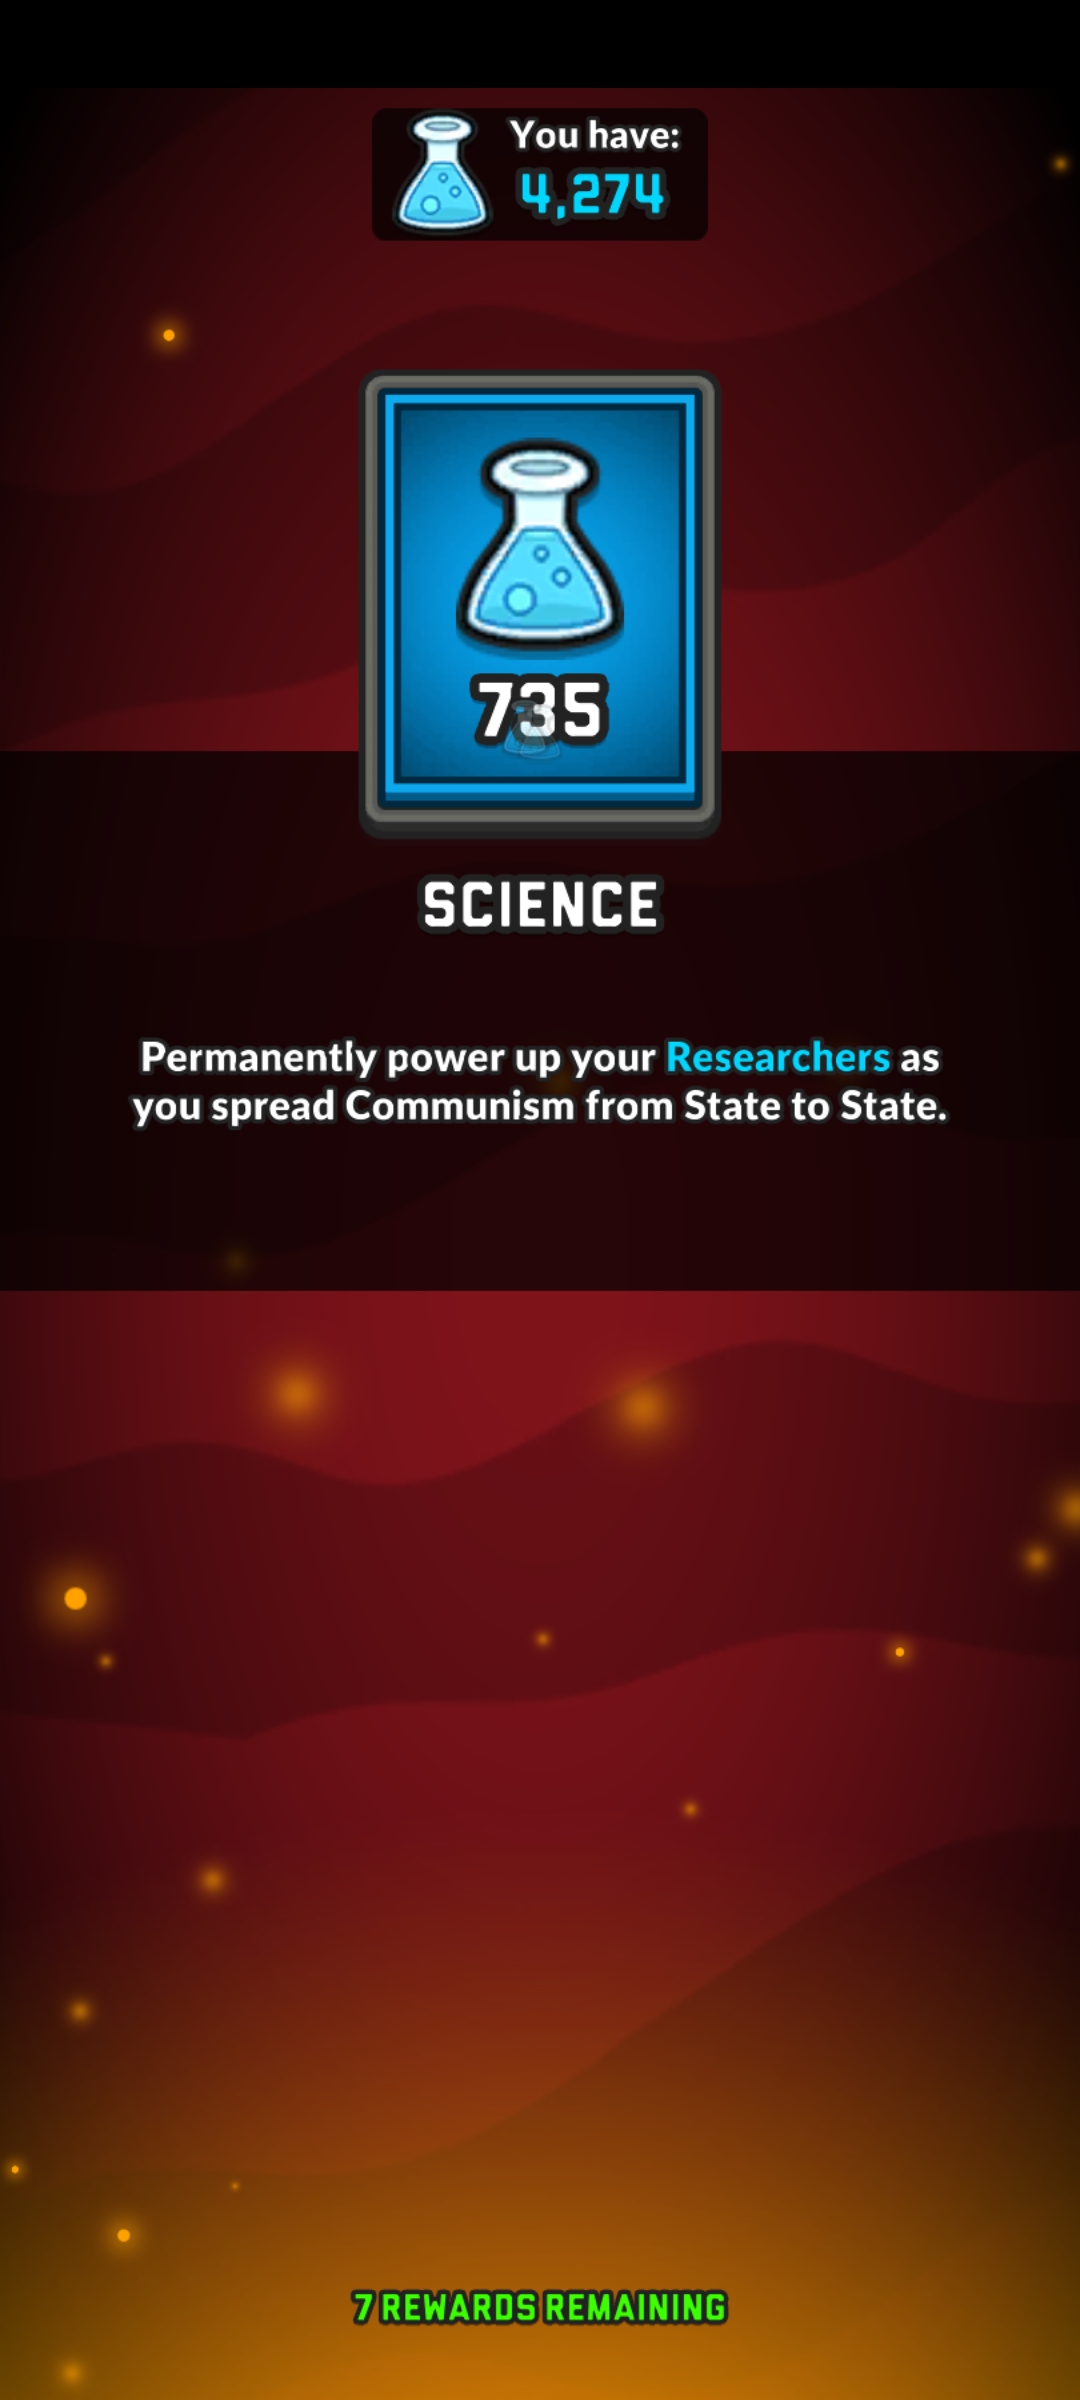 You have:
4,274
735
SCIENCE
Permanently power up your Researchers as
you spread Communism from State to State.
7 REWARDS REMAINING